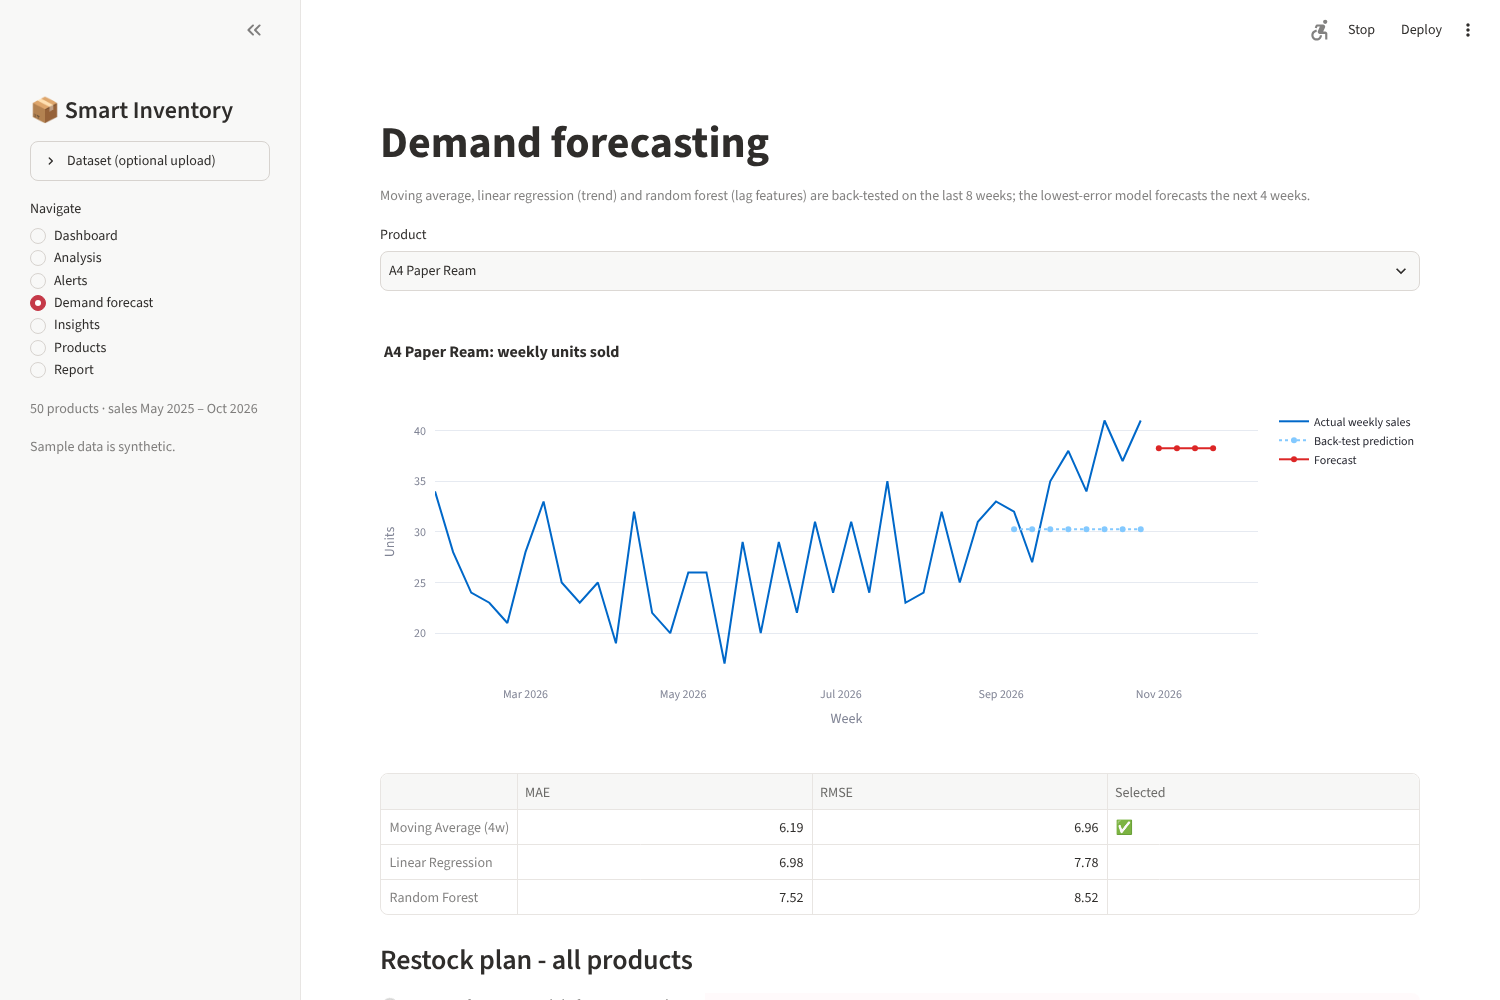 Stop
Deploy
📦 Smart Inventory
Dataset (optional upload)
Navigate
Dashboard
Analysis
Alerts
Demand forecast
Insights
Products
Report
50 products · sales May 2025 – Oct 2026
Sample data is synthetic.
Demand forecasting
Moving average, linear regression (trend) and random forest (lag features) are back-tested on the last 8 weeks; the lowest-error model forecasts the next 4 weeks.
Product
A4 Paper Ream
A4 Paper Ream: weekly units sold
Actual weekly sales
Back-test prediction
Forecast
40
35
30
25
20
Units
Mar 2026
May 2026
Jul 2026
Sep 2026
Nov 2026
Week
MAE RMSE Selected
Moving Average (4w) 6.19 6.96 ✅
Linear Regression 6.98 7.78
Random Forest 7.52 8.52
Restock plan - all products